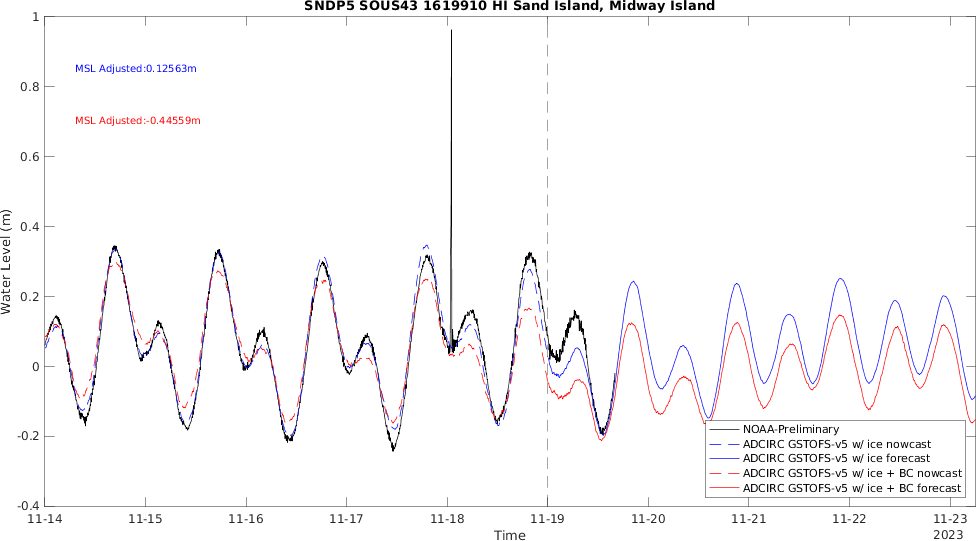 SNDP5 SOUS43 1619910 HI Sand Island, Midway Island
MSL Adjusted:0.12563m
MSL Adjusted:-0.44559m
Water Level (m)
1
0.8
0.6
0.4
0.2
0
-0.2
-0.4
11-14 11-15 11-16 11-17 11-18 11-19 11-20 11-21 11-22 11-23
2023
Time
NOAA-Preliminary
ADCIRC GSTOFS-v5 w/ ice nowcast
ADCIRC GSTOFS-v5 w/ ice forecast
ADCIRC GSTOFS-v5 w/ice + BC nowcast
ADCIRC GSTOFS-v5 w/ice + BC forecast